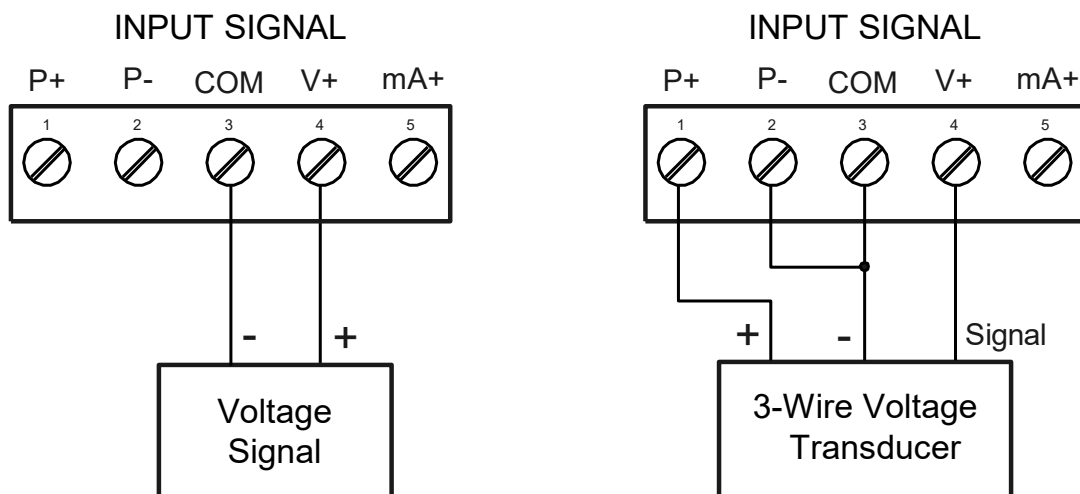 INPUT SIGNAL
P+ P- COM V+ mA+
1 2 3 4 5
- +
Voltage
Signal
INPUT SIGNAL
P+ P- COM V+ mA+
1 2 3 4 5
+ - Signal
3-Wire Voltage
Transducer